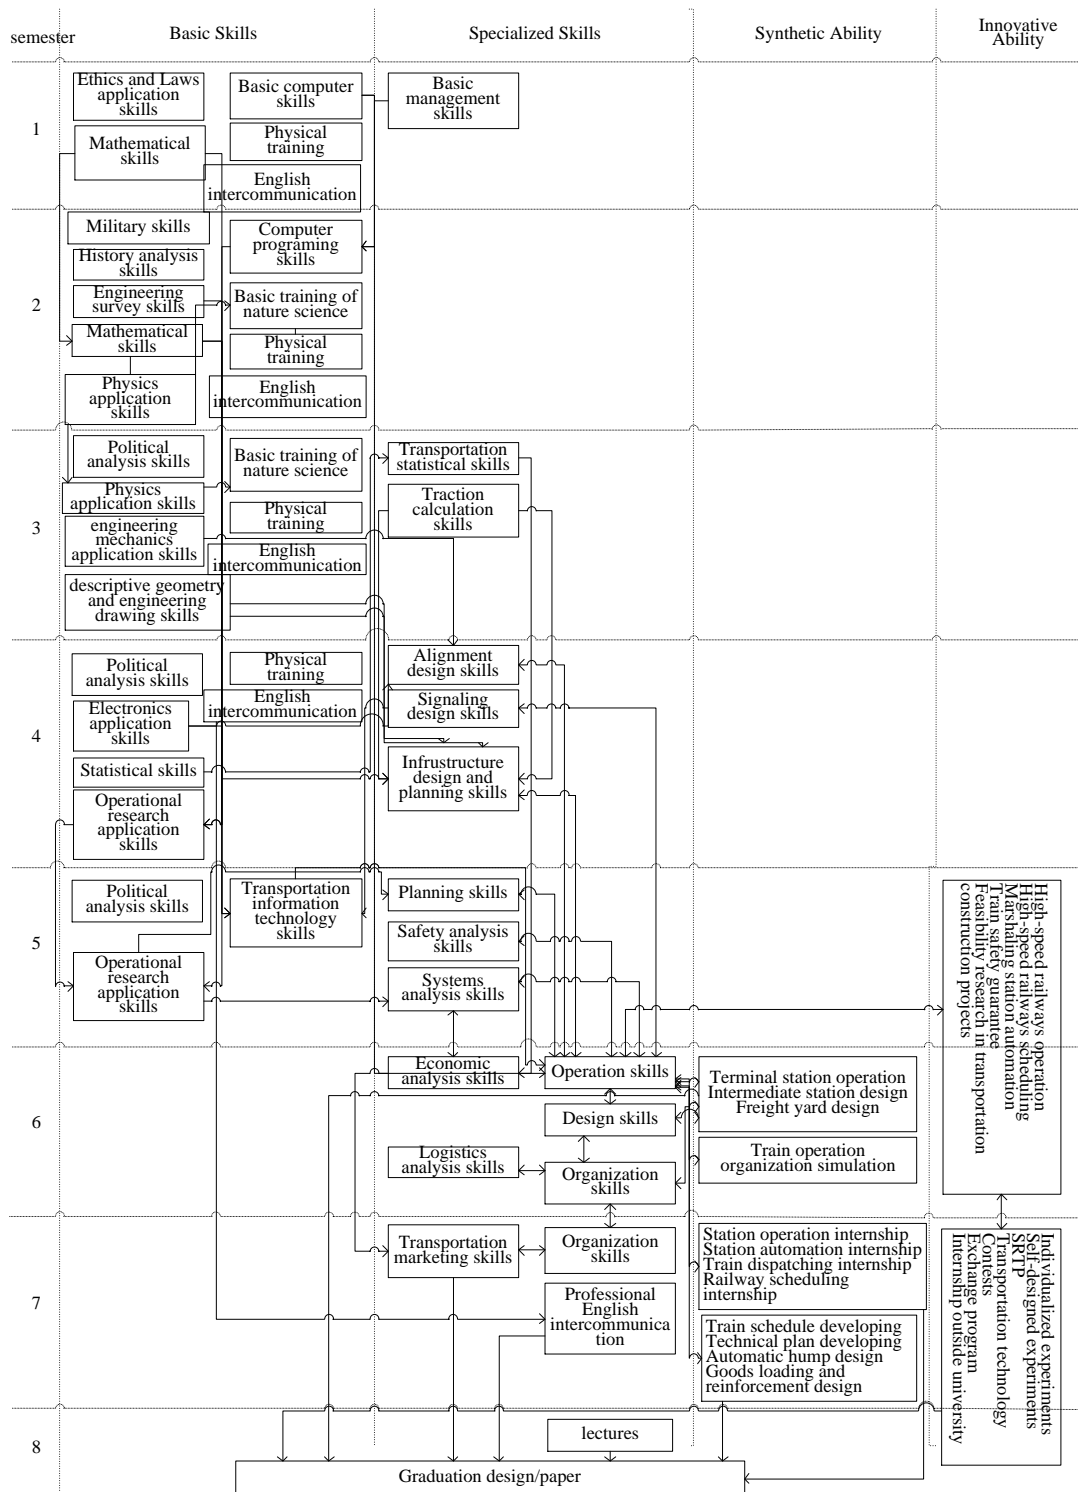 semester
Basic Skills
Specialized Skills
Synthetic Ability
Innovative
Ability
1
Ethics and Laws
application
skills
Basic computer
skills
Basic
management
skills
Mathematical
skills
Physical
training
English
intercommunication
2
Military skills
Computer
programing
skills
History analysis
skills
Engineering
survey skills
Basic training of
nature science
Mathematical
skills
Physical
training
Physics
application
skills
English
intercommunication
3
Political
analysis skills
Basic training of
nature science
Transportation
statistical skills
Physics
application skills
Traction
calculation
skills
engineering
mechanics
application skills
Physical
training
English
intercommunication
descriptive geometry
and engineering
drawing skills
4
Political
analysis skills
Physical
training
Alignment
design skills
English
intercommunication
Signaling
design skills
Electronics
application
skills
Statistical skills
Infrustructure
design and
planning skills
Operational
research
application
skills
5
Political
analysis skills
Transportation
information
technology
skills
Planning skills
Safety analysis
skills
Operational
research
application
skills
Systems
analysis skills
High-speed railways operation
High-speed railways scheduling
Marshaling station automation
Train safety guarantee
Feasibility research in transportation
construction projects
6
Economic
analysis skills
Operation skills
Terminal station operation
Intermediate station design
Freight yard design
Design skills
Logistics
analysis skills
Organization
skills
Train operation
organization simulation
7
Transportation
marketing skills
Organization
skills
Station operation internship
Station automation internship
Train dispatching internship
Railway scheduling
internship
Professional
English
intercommunica
tion
Train schedule developing
Technical plan developing
Automatic hump design
Goods loading and
reinforcement design
Individualized experiments
Self-designed experiments
SRTP
Transportation technology
Contests
Exchange program
Internship outside university
8
lectures
Graduation design/paper